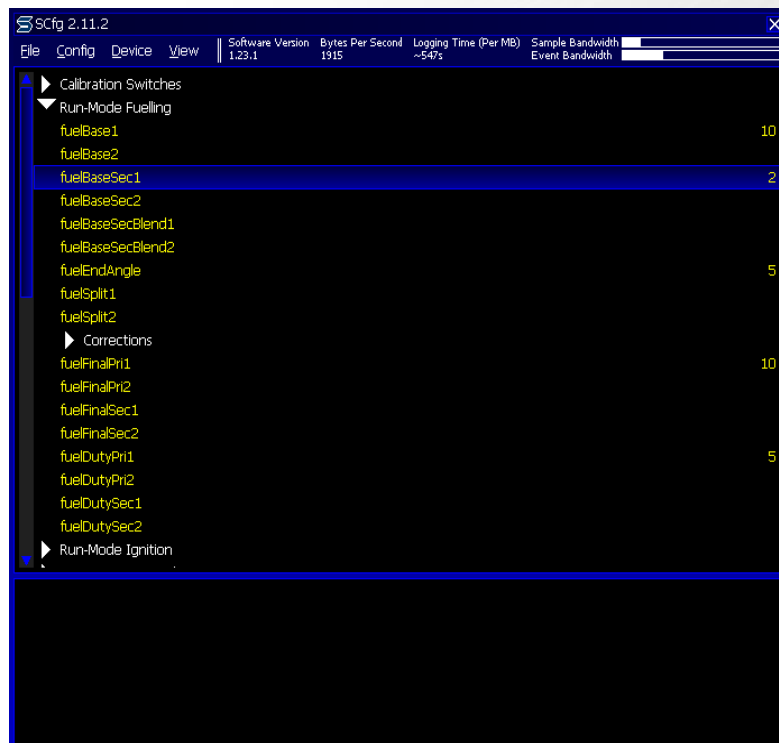 SCfg 2.11.2
File Config Device View
Software Version Bytes Per Second Logging Time (Per MB) Sample Bandwidth
1.23.1 1915 ~547s Event Bandwidth
Calibration Switches
Run-Mode Fuelling
fuelBase1 10
fuelBase2
fuelBaseSec1 2
fuelBaseSec2
fuelBaseSecBlend1
fuelBaseSecBlend2
fuelEndAngle 5
fuelSplit1
fuelSplit2
Corrections
fuelFinalPri1 10
fuelFinalPri2
fuelFinalSec1
fuelFinalSec2
fuelDutyPri1 5
fuelDutyPri2
fuelDutySec1
fuelDutySec2
Run-Mode Ignition